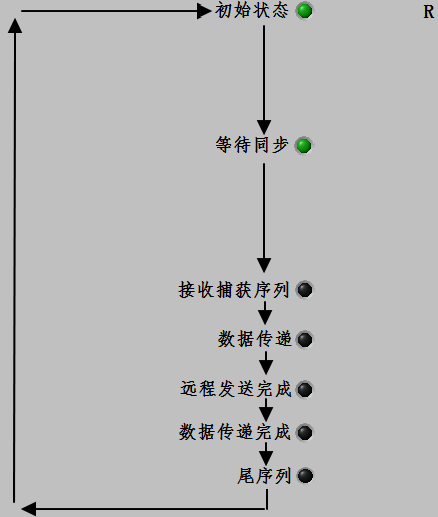 初始状态 R
等待同步
接收捕获序列
数据传递
远程发送完成
数据传递完成
尾序列